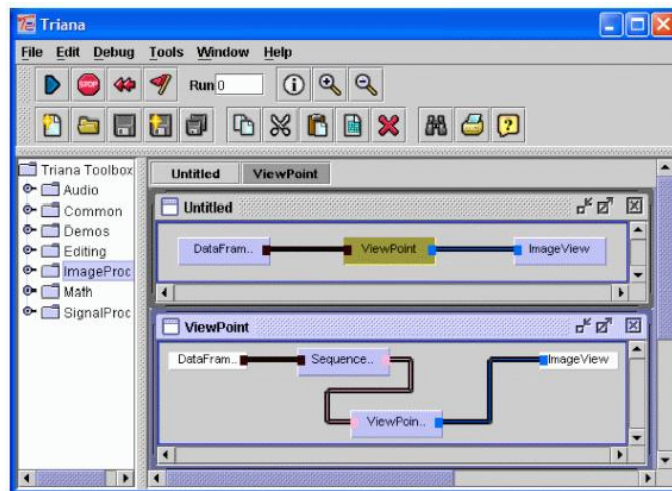 Triana
File Edit Debug Tools Window Help
STOP Run 0
Triana Toolbox
Audio
Common
Demos
Editing
ImageProc
Math
SignalProc
Untitled ViewPoint
Untitled
DataFram.. ViewPoint ImageView
ViewPoint
DataFram.. Sequence.. ImageView
ViewPoin..